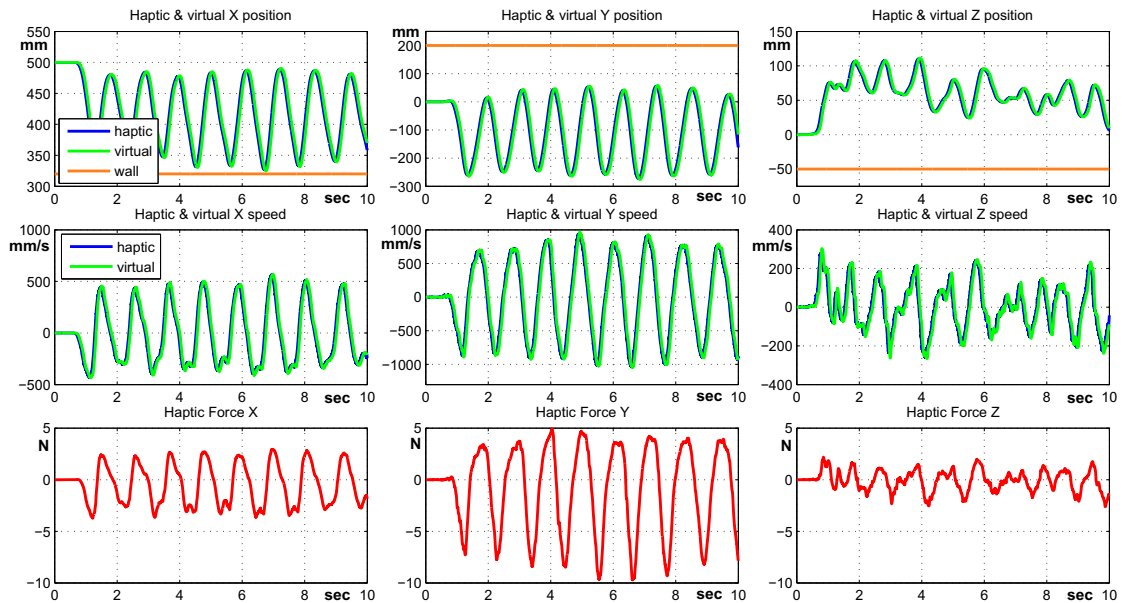 Haptic & virtual X position
550
mm
500
450
400
350
300
haptic
virtual
wall
0 2 4 6 8 sec 10
Haptic & virtual Y position
mm
200
100
0
−100
−200
−300
0 2 4 6 8 sec 10
Haptic & virtual Z position
150
mm
100
50
0
−50
0 2 4 6 8 sec 10
Haptic & virtual X speed
1000
mm/s
500
0
−500
haptic
virtual
0 2 4 6 8 sec 10
Haptic & virtual Y speed
1000
mm/s
500
0
−500
−1000
0 2 4 6 8 sec 10
Haptic & virtual Z speed
400
mm/s
200
0
−200
−400
0 2 4 6 8 sec 10
Haptic Force X
5
N
0
−5
−10
0 2 4 6 8 sec 10
Haptic Force Y
5
N
0
−5
−10
0 2 4 6 8 sec 10
Haptic Force Z
5
N
0
−5
−10
0 2 4 6 8 sec 10